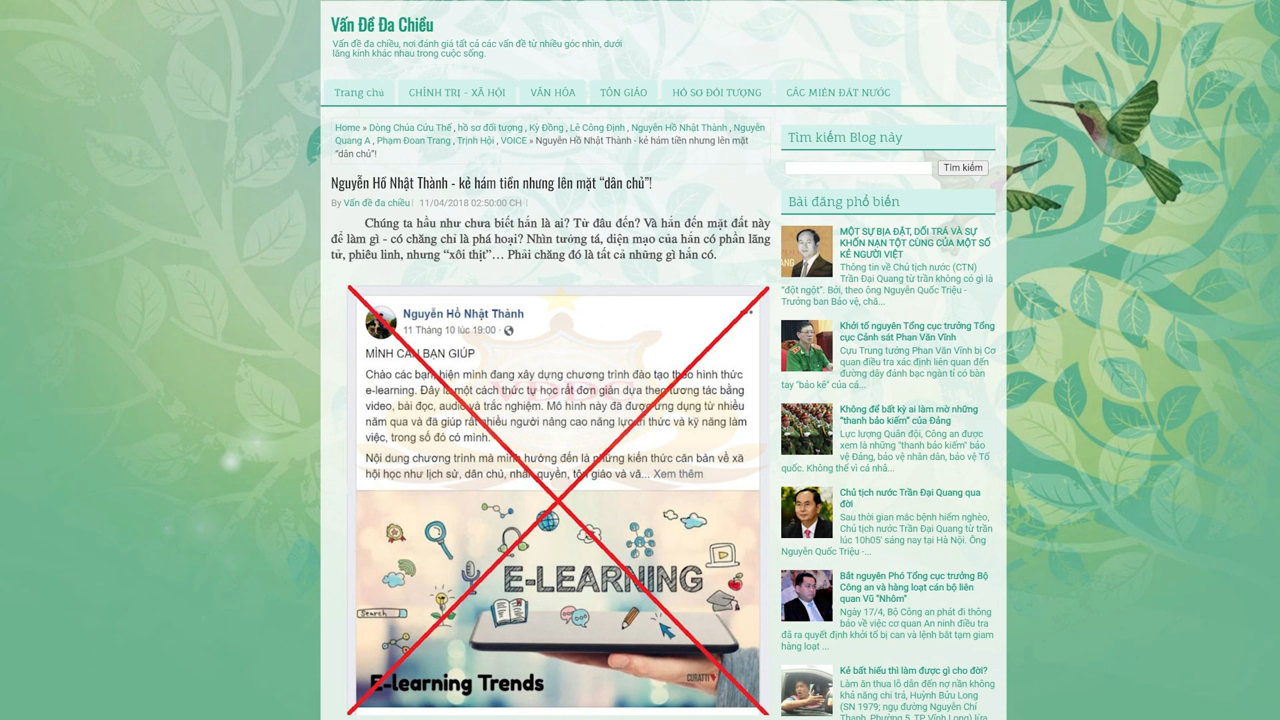 Vấn Đề Đa Chiều
Vấn đề đa chiều, nơi đánh giá tất cả các vấn đề từ nhiều góc nhìn, dưới
lăng kính khác nhau trong cuộc sống.
Trang chủ
CHÍNH TRỊ - XÃ HỘI
VĂN HÓA
TÔN GIÁO
HỒ SƠ ĐỐI TƯỢNG
CÁC MIỀN ĐẤT NƯỚC
Home » Dòng Chúa Cứu Thế , hồ sơ đối tượng , Kỳ Đồng , Lê Công Định , Nguyễn Hồ Nhật Thành , Nguyễn
Quang A , Phạm Đoan Trang , Trịnh Hội , VOICE » Nguyễn Hồ Nhật Thành - kẻ hám tiền nhưng lên mặt
“dân chủ”!
Nguyễn Hồ Nhật Thành - kẻ hám tiền nhưng lên mặt “dân chủ”!
By Vấn đề đa chiều | 11/04/2018 02:50:00 CH |
Chúng ta hầu như chưa biết hắn là ai? Từ đâu đến? Và hắn đến mặt đất này
để làm gì - có chăng chỉ là phá hoại? Nhìn tướng tá, diện mạo của hắn có phần lãng
tử, phiêu linh, nhưng “xôi thịt”… Phải chăng đó là tất cả những gì hắn có.
Nguyễn Hồ Nhật Thành
11 Tháng 10 lúc 19:00 ·
MÌNH CẦN BẠN GIÚP
Chào các bạn, hiện mình đang xây dựng chương trình đào tạo theo hình thức
e-learning. Đây là một cách thức tự học rất đơn giản dựa theo tương tác bằng
video, bài đọc, audio và trắc nghiệm. Mô hình này đã được ứng dụng từ nhiều
năm qua và đã giúp rất nhiều người nâng cao năng lực tri thức và kỹ năng làm
việc, trong số đó có mình.
Nội dung chương trình mà mình hướng đến là những kiến thức căn bản về xã
hội học như lịch sử, dân chủ, nhân quyền, tôn giáo và vă... Xem thêm
E-LEARNING
Search
CURATTI
E-learning Trends
Tìm kiếm Blog này
Tìm kiếm
Bài đăng phổ biến
MỘT SỰ BỊA ĐẶT, DỐI TRÁ VÀ SỰ
KHỐN NẠN TỘT CÙNG CỦA MỘT SỐ
KẺ NGƯỜI VIỆT
Thông tin về Chủ tịch nước (CTN)
Trần Đại Quang từ trần không có gì là
“đột ngột”. Bởi, theo ông Nguyễn Quốc Triệu -
Trưởng ban Bảo vệ, chă...
Khởi tố nguyên Tổng cục trưởng Tổng
cục Cảnh sát Phan Văn Vĩnh
Cựu Trung tướng Phan Văn Vĩnh bị Cơ
quan điều tra xác định liên quan đến
đường dây đánh bạc ngàn tỉ có bàn
tay "bảo kê" của cá...
Không để bất kỳ ai làm mờ những
“thanh bảo kiếm” của Đảng
Lực lượng Quân đội, Công an được
xem là những “thanh bảo kiếm” bảo
vệ Đảng, bảo vệ nhân dân, bảo vệ Tổ
quốc. Không thể vì cá nhâ...
Chủ tịch nước Trần Đại Quang qua
đời
Sau thời gian mắc bệnh hiểm nghèo,
Chủ tịch nước Trần Đại Quang từ trần
lúc 10h05' sáng nay tại Hà Nội. Ông
Nguyễn Quốc Triệu -...
Bắt nguyên Phó Tổng cục trưởng Bộ
Công an và hàng loạt cán bộ liên
quan Vũ “Nhôm”
Ngày 17/4, Bộ Công an phát đi thông
báo về việc cơ quan An ninh điều tra
đã ra quyết định khởi tố bị can và lệnh bắt tạm giam
hàng loạt ...
Kẻ bất hiếu thì làm được gì cho đời?
Làm ăn thua lỗ dẫn đến nợ nần không
khả năng chi trả, Huỳnh Bửu Long
(SN 1979; ngụ đường Nguyễn Chí
Thanh, Phường 5, TP Vĩnh Long) lừa